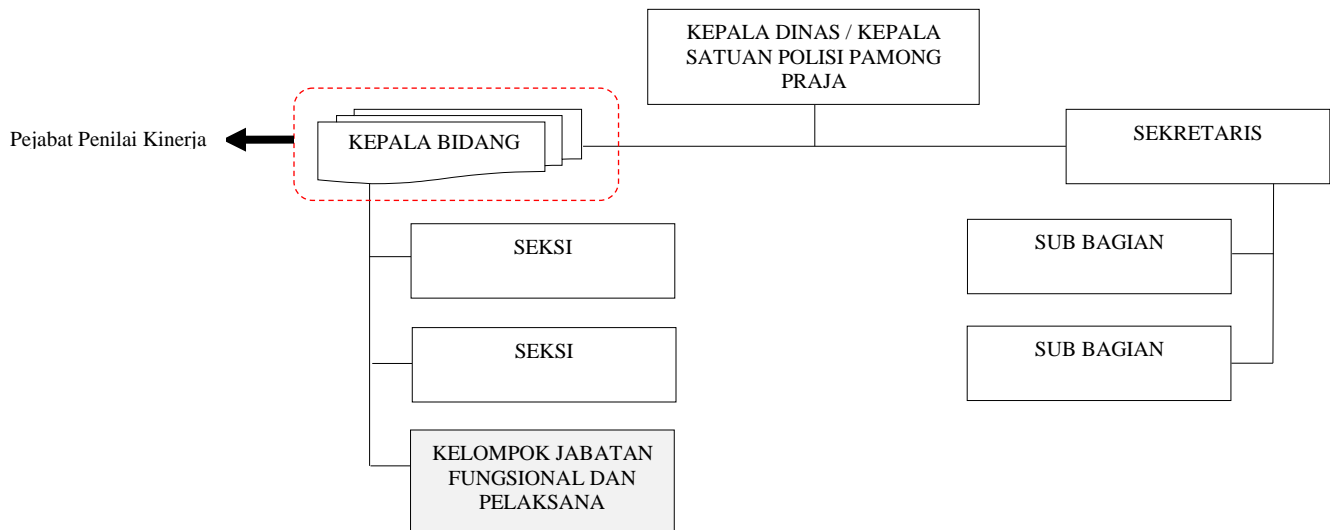 KEPALA DINAS / KEPALA
SATUAN POLISI PAMONG
PRAJA
Pejabat Penilai Kinerja
KEPALA BIDANG
SEKRETARIS
SEKSI
SUB BAGIAN
SEKSI
SUB BAGIAN
KELOMPOK JABATAN
FUNGSIONAL DAN
PELAKSANA